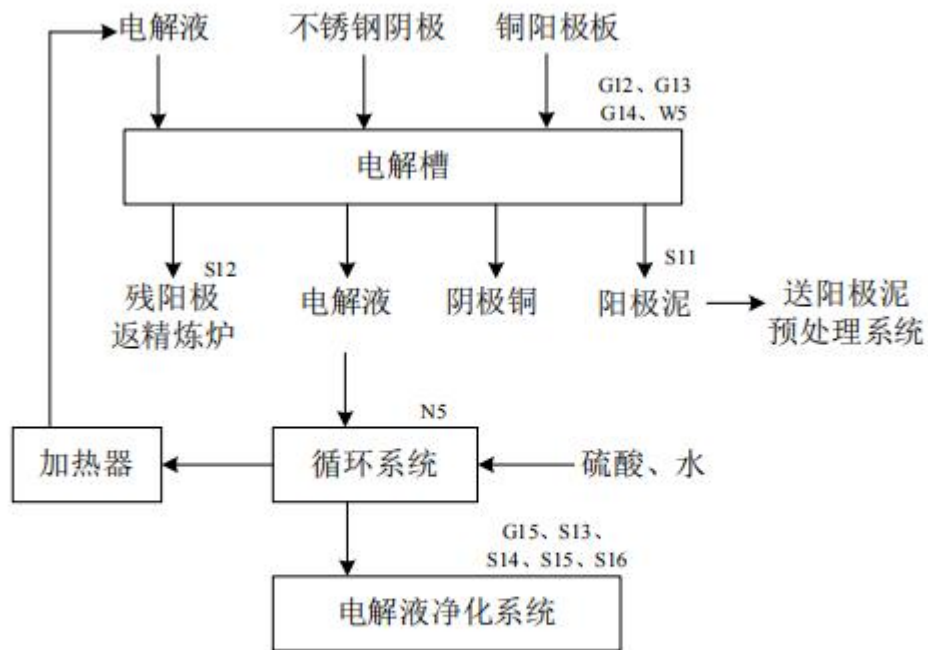 电解液
不锈钢阴极
铜阳极板
G12、G13
G14、W5
电解槽
S12
S11
残阳极
返精炼炉
电解液
阴极铜
阳极泥
送阳极泥
预处理系统
N5
加热器
循环系统
硫酸、水
G15、S13、
S14、S15、S16
电解液净化系统